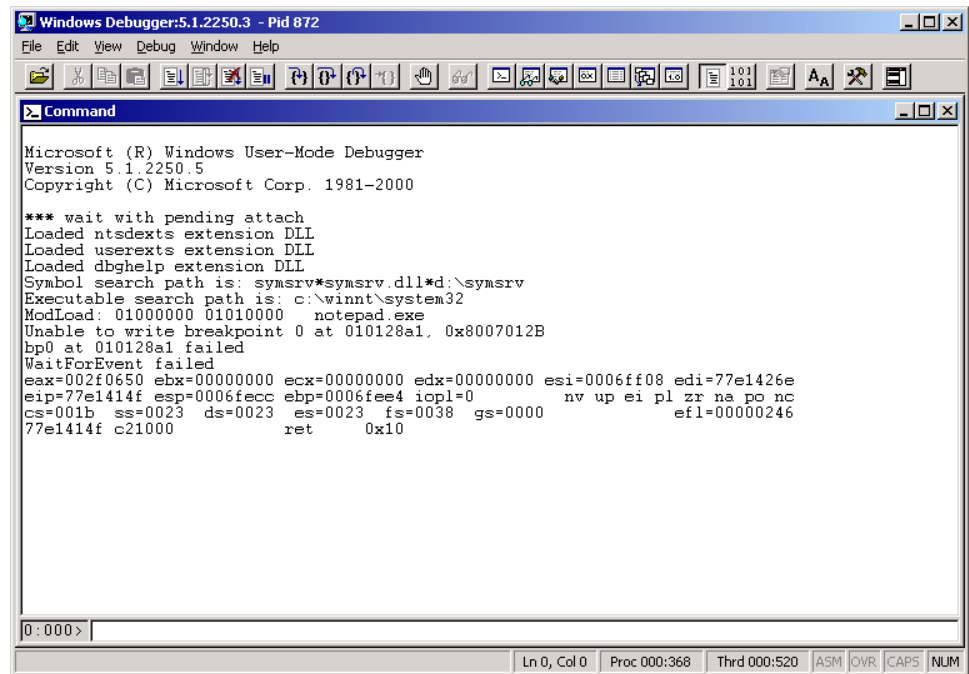 Windows Debugger:5.1.2250.3 - Pid 872
File Edit View Debug Window Help
101
101
AA
Command
Microsoft (R) Windows User-Mode Debugger
Version 5.1.2250.5
Copyright (C) Microsoft Corp. 1981-2000
*** wait with pending attach
Loaded ntsdexts extension DLL
Loaded userexts extension DLL
Loaded dbghelp extension DLL
Symbol search path is: symsrv*symsrv.dll*d:\symsrv
Executable search path is: c:\winnt\system32
ModLoad: 01000000 01010000   notepad.exe
Unable to write breakpoint 0 at 010128a1, 0x8007012B
bp0 at 010128a1 failed
WaitForEvent failed
eax=002f0650 ebx=00000000 ecx=00000000 edx=00000000 esi=0006ff08 edi=77e1426e
eip=77e1414f esp=0006fecc ebp=0006fee4 iopl=0         nv up ei pl zr na po nc
cs=001b  ss=0023  ds=0023  es=0023  fs=0038  gs=0000             efl=00000246
77e1414f c21000           ret     0x10
0:000>
Ln 0, Col 0 Proc 000:368 Thrd 000:520 ASM OVR CAPS NUM